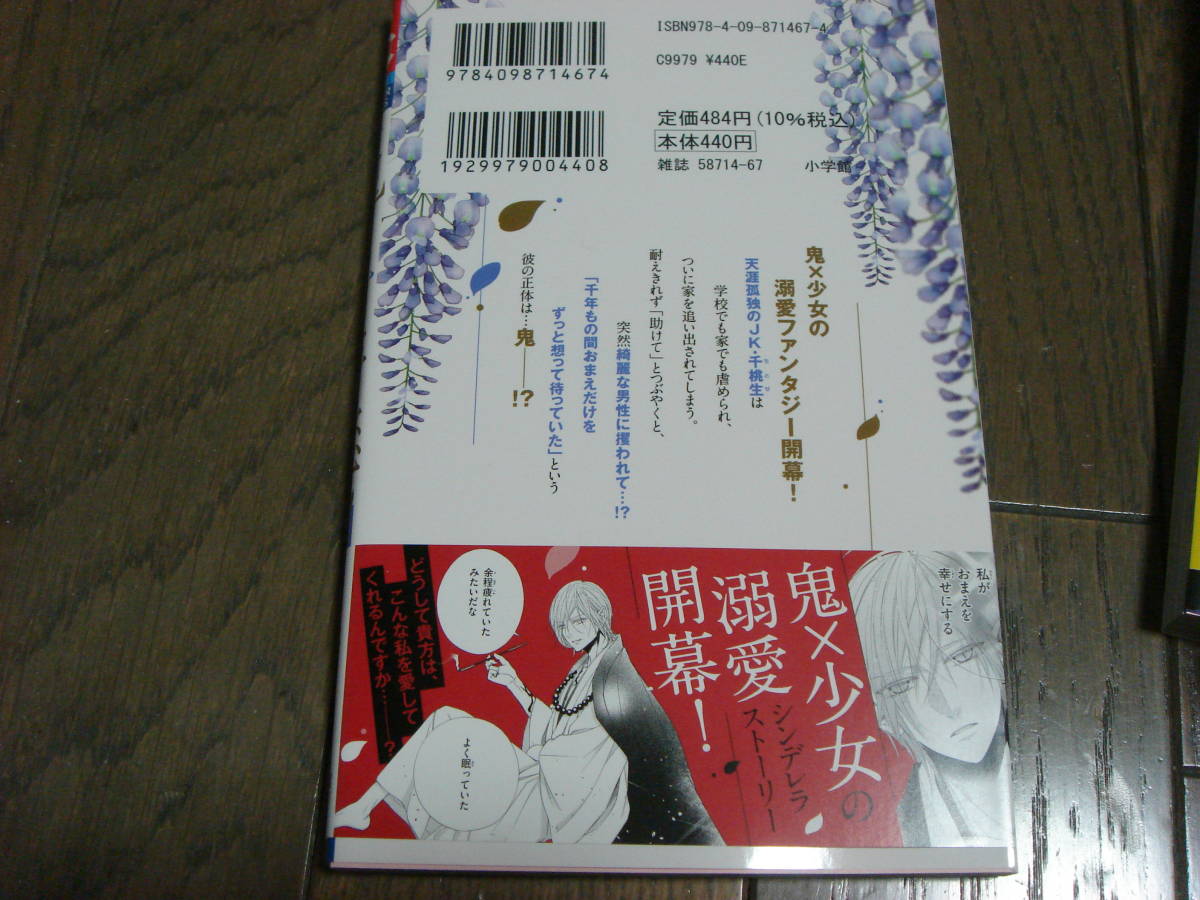 ISBN978-4-09-871467-4
C9979 ¥440E
9784098714674
定価484円(10%税込)
本体440円
1929979004408
雑誌 58714-67
小学館
鬼×少女の
溺愛ファンタジー開幕!
天涯孤独のJK・千桃生は
学校でも家でも虐められ、
ついに家を追い出されてしまう。
耐えきれず「助けて」とつぶやくと、
突然綺麗な男性に攫われて…!?
「千年もの間おまえだけを
ずっと想って待っていた」という
彼の正体は…鬼——!?
私が
おまえを
幸せにする
鬼×少女の
溺愛
シンデレラ
ストーリー
開幕!
余程疲れていた
みたいだな
よく眠っていた
どうして貴方は、
こんな私を愛して
くれるんですか…——?